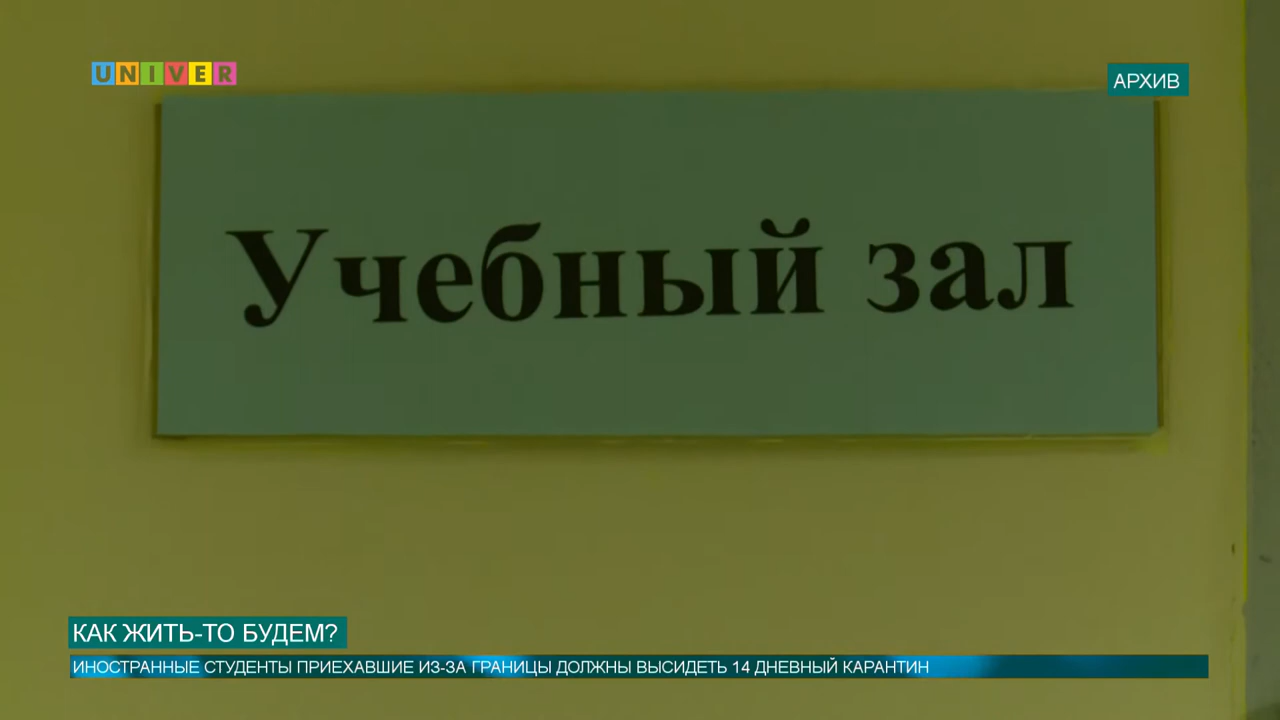 UNIVER
АРХИВ
Учебный зал
КАК ЖИТЬ-ТО БУДЕМ?
ИНОСТРАННЫЕ СТУДЕНТЫ ПРИЕХАВШИЕ ИЗ-ЗА ГРАНИЦЫ ДОЛЖНЫ ВЫСИДЕТЬ 14 ДНЕВНЫЙ КАРАНТИН